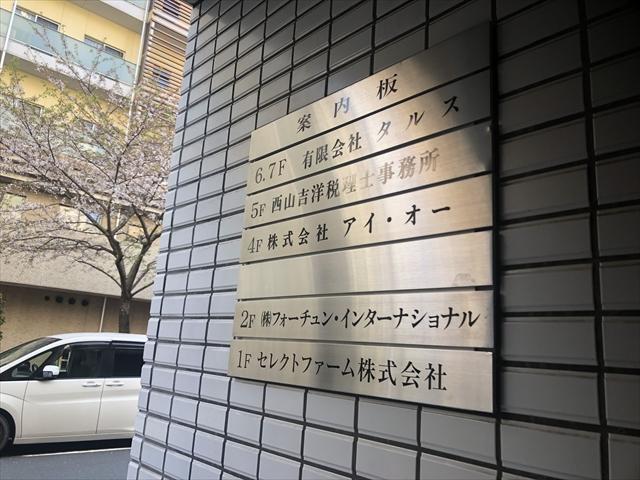 案内板
6.7F 有限会社 タルス
5F 西山吉洋税理士事務所
4F 株式会社 アイ・オー
2F ㈱フォーチュン・インターナショナル
1F セレクトファーム株式会社